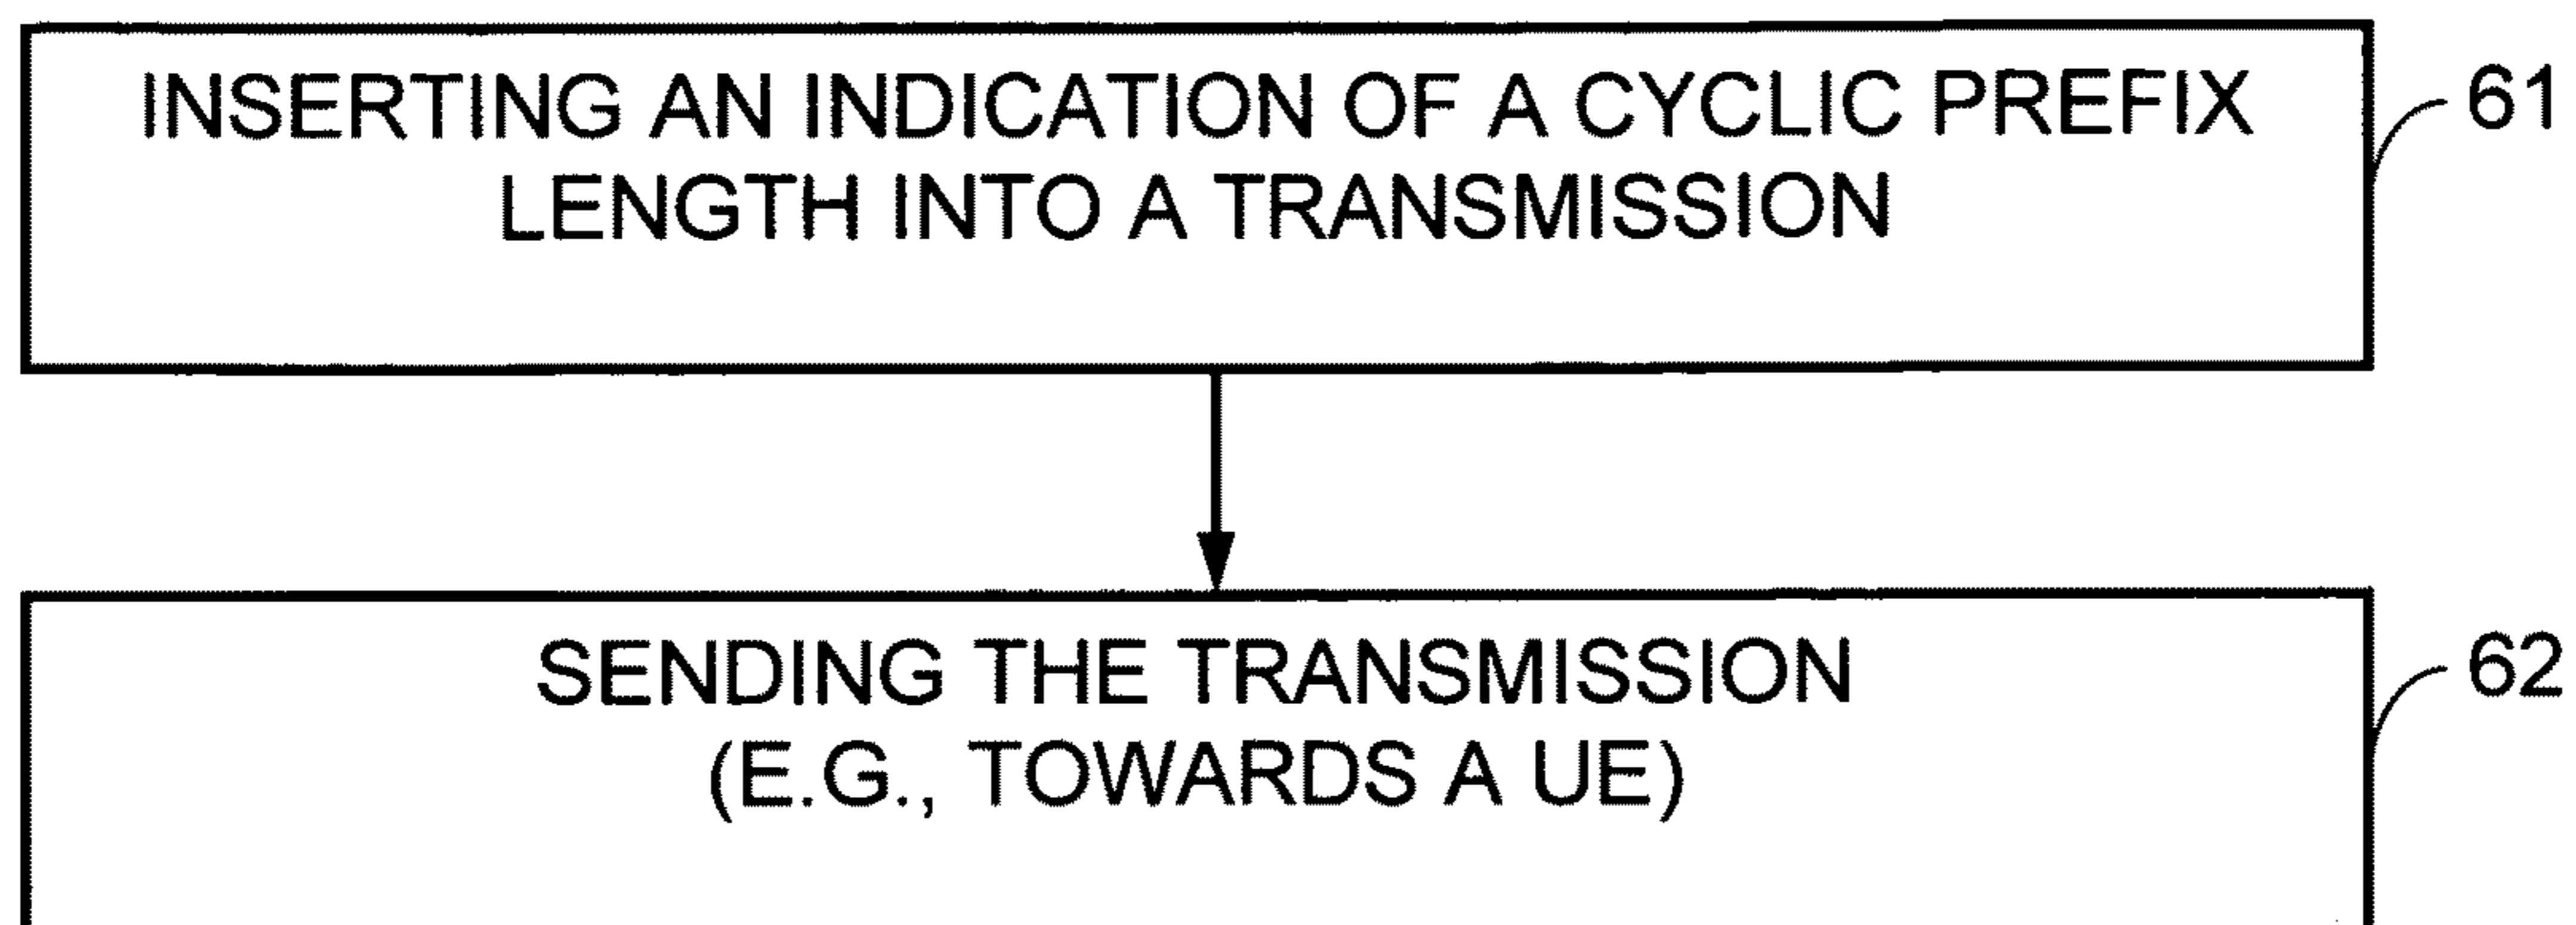 INSERTING AN INDICATION OF A CYCLIC PREFIX
LENGTH INTO A TRANSMISSION
61
SENDING THE TRANSMISSION
(E.G., TOWARDS A UE)
62